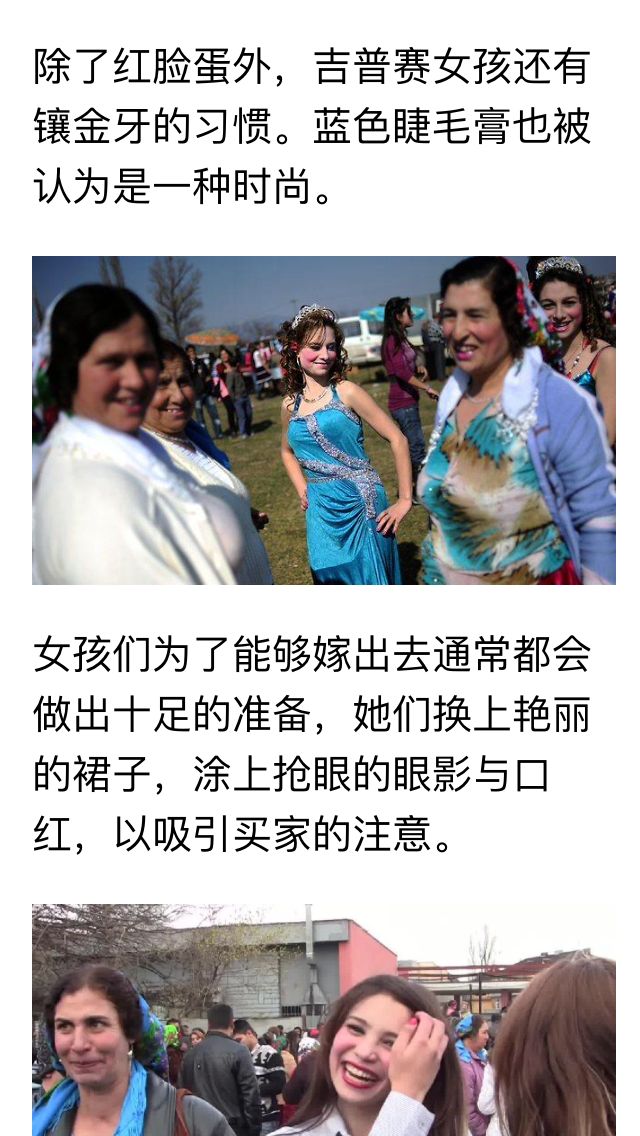 除了红脸蛋外，吉普赛女孩还有
镶金牙的习惯。蓝色睫毛膏也被
认为是一种时尚。
女孩们为了能够嫁出去通常都会
做出十足的准备，她们换上艳丽
的裙子，涂上抢眼的眼影与口
红，以吸引买家的注意。